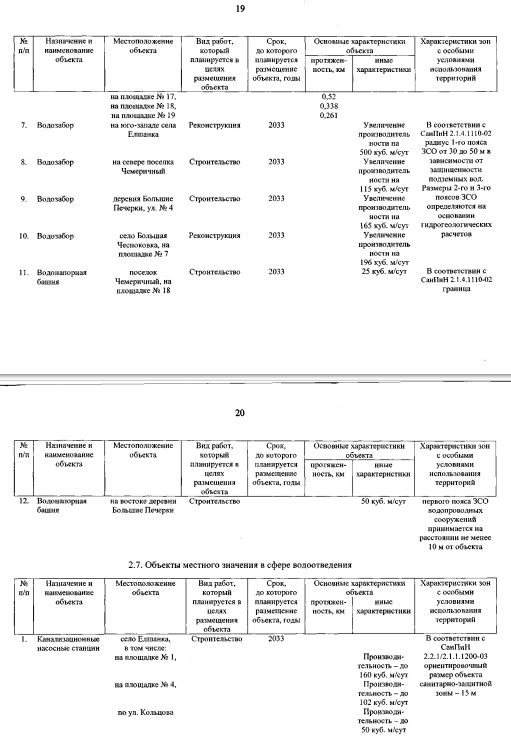 19
№ п/п | Назначение и наименование объекта | Местоположение объекта | Вид работ, который планируется в целях размещения объекта | Срок, до которого планируется размещение объекта, годы | Основные характеристики объекта | Характеристики зон с особыми условиями использования территорий
протяжен-ность, км | иные характеристики
на площадке № 17, | 0,52
на площадке № 18, | 0,338
на площадке № 19 | 0,261
7. | Водозабор | на юго-западе села | Реконструкция | 2033 | Увеличение | В соответствии с
Елпанка | производитель | СанПиН 2.1.4.1110-02
ности на | радиус 1-го пояса
500 куб. м/сут | ЗСО от 30 до 50 м в
8. | Водозабор | на севере поселка | Строительство | 2033 | Увеличение | зависимости от
Чемеричный | производитель | защищенности
ности на | подземных вод.
115 куб. м/сут | Размеры 2-го и 3-го
9. | Водозабор | деревня Большие | Строительство | 2033 | Увеличение | поясов ЗСО
Печерки, ул. № 4 | производитель | определяются на
ности на | основании
165 куб. м/сут | гидрогеологических
10. | Водозабор | село Большая | Реконструкция | 2033 | Увеличение | расчетов
Чесноковка, на | производитель
площадке № 7 | ности на
196 куб. м/сут
11. | Водонапорная | поселок | Строительство | 2033 | 25 куб. м/сут | В соответствии с
башня | Чемеричный, на | СанПиН 2.1.4.1110-02
площадке № 18 | граница
20
№ п/п | Назначение и наименование объекта | Местоположение объекта | Вид работ, который планируется в целях размещения объекта | Срок, до которого планируется размещение объекта, годы | Основные характеристики объекта | Характеристики зон с особыми условиями использования территорий
протяжен-ность, км | иные характеристики
12. | Водонапорная | на востоке деревни | Строительство | 50 куб. м/сут | первого пояса ЗСО
башня | Большие Печерки | водопроводных
сооружений
принимается на
расстоянии не менее
10 м от объекта
2.7. Объекты местного значения в сфере водоотведения
№ п/п | Назначение и наименование объекта | Местоположение объекта | Вид работ, который планируется в целях размещения объекта | Срок, до которого планируется размещение объекта, годы | Основные характеристики объекта | Характеристики зон с особыми условиями использования территорий
протяжен-ность, км | иные характеристики
1. | Канализационные | село Елпанка, | Строительство | 2033 | В соответствии с
насосные станции | в том числе: | СанПиН
на площадке № 1, | Производи- | 2.2.1/2.1.1.1200-03
тельность – до | ориентировочный
160 куб. м/сут | размер объекта
на площадке № 4, | Производи- | санитарно-защитной
тельность – до | зоны – 15 м
102 куб. м/сут
по ул. Кольцова | Производи-
тельность – до
50 куб. м/сут